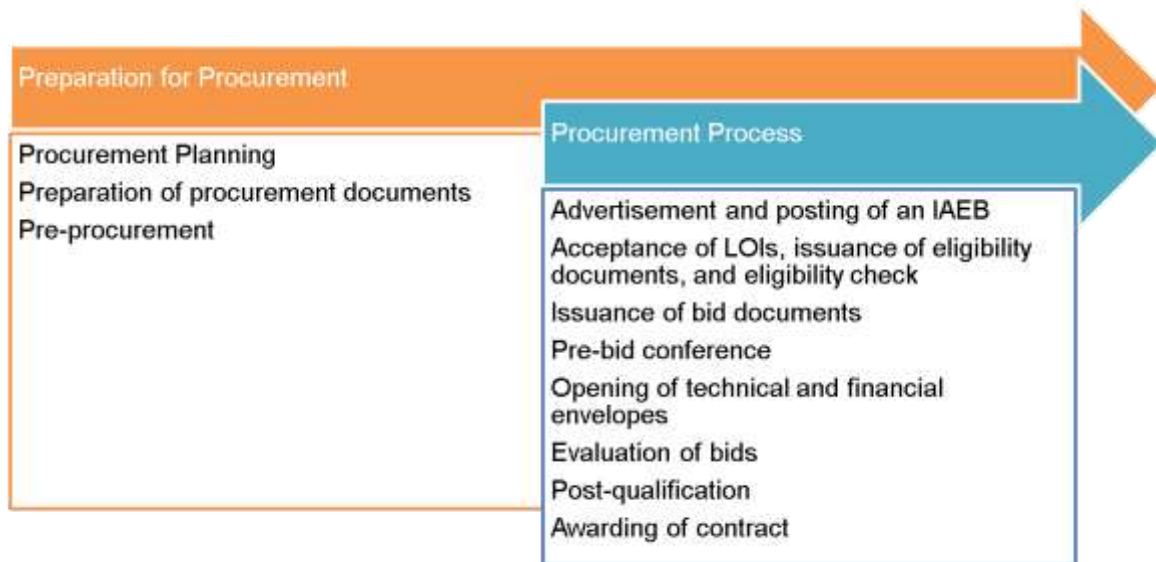 Preparation for Procurement
Procurement Planning
Preparation of procurement documents
Pre-procurement
Procurement Process
Advertisement and posting of an IAEB
Acceptance of LOIs, issuance of eligibility
documents, and eligibility check
Issuance of bid documents
Pre-bid conference
Opening of technical and financial
envelopes
Evaluation of bids
Post-qualification
Awarding of contract